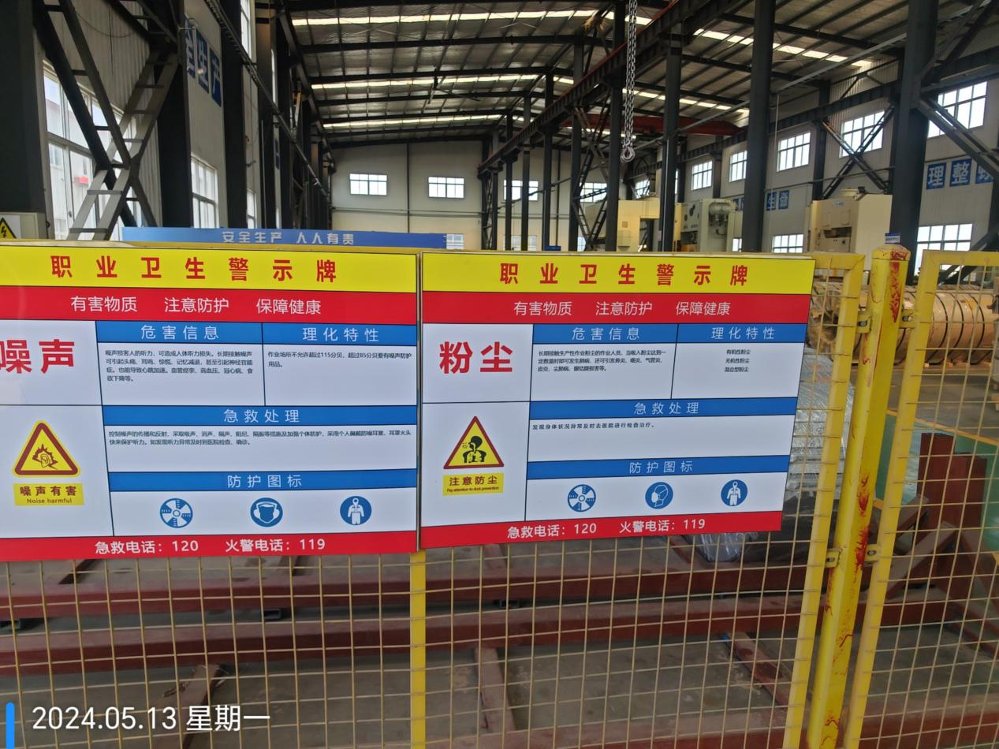 全生产
理整顿
生命
安全生产 人人有责
职业卫生警示牌
有害物质 注意防护 保障健康
噪声
危害信息
噪声损害人的听力，可造成人体听力损失。长期接触噪声
可引起头痛、耳鸣、惊慌、记忆减退，甚至引起神经官能
症。也能导致心跳加速。血管痉挛、高血压、冠心病、食
欲下降等。
理化特性
作业场所不允许超过115分贝，超过85分贝要有噪声防护
用品。
噪声有害
Noise harmful
急救处理
控制噪声的传播和反射，采取吸声、消声、隔声、阻尼、隔振等措施及加强个体防护，采用个人佩戴防噪耳塞、耳罩火头
快来保护听力。如发现听力异常及时到医院检查、确诊。
防护图标
急救电话：120 火警电话：119
职业卫生警示牌
有害物质 注意防护 保障健康
粉尘
危害信息
长期接触生产性作业粉尘的作业人员，当吸入粉尘达到一
定数量时即可发生肺病，还可引发鼻炎、咽炎、气管炎、
皮炎、尘肺病、眼结膜损害等。
理化特性
有机性粉尘
无机性粉尘
混合型粉尘
注意防尘
Pay attention to dust prevention
急救处理
发现身体状况异常及时去医院进行检查治疗。
防护图标
急救电话：120 火警电话：119
2024.05.13 星期一